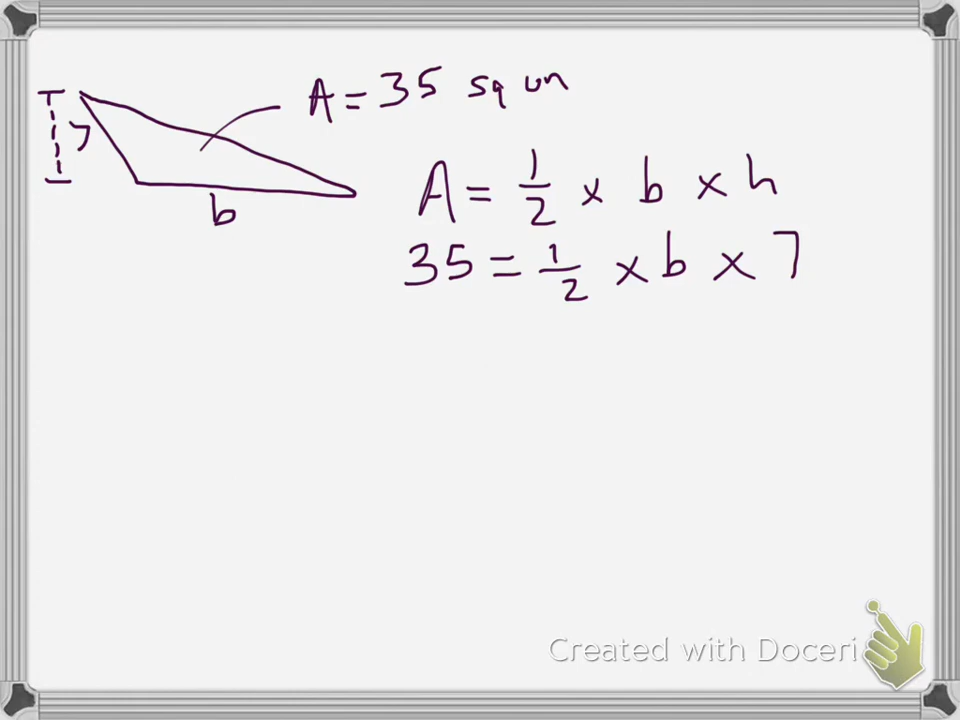 A = 35 sq un
7
b
A = 1/2 x b x h
35 = 1/2 x b x 7
Created with Doceri